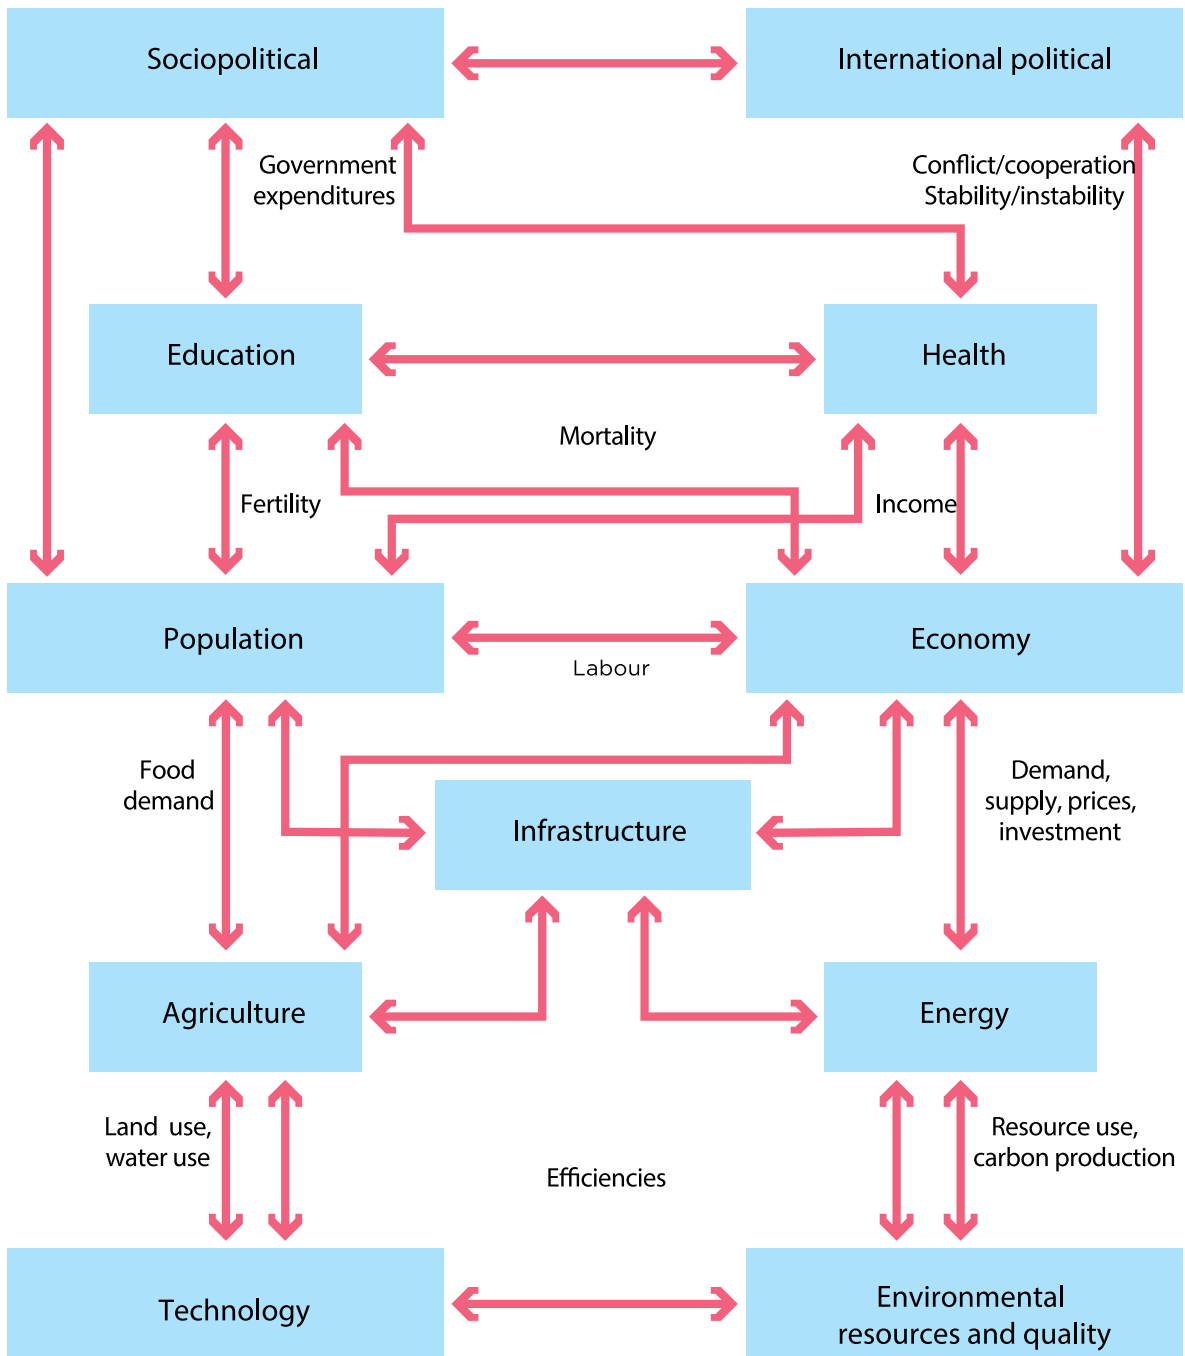 Sociopolitical
International political
Government
expenditures
Conflict/cooperation
Stability/instability
Education
Health
Mortality
Fertility
Income
Population
Economy
Labour
Food
demand
Demand,
supply, prices,
investment
Infrastructure
Agriculture
Energy
Land use,
water use
Resource use,
carbon production
Efficiencies
Technology
Environmental
resources and quality